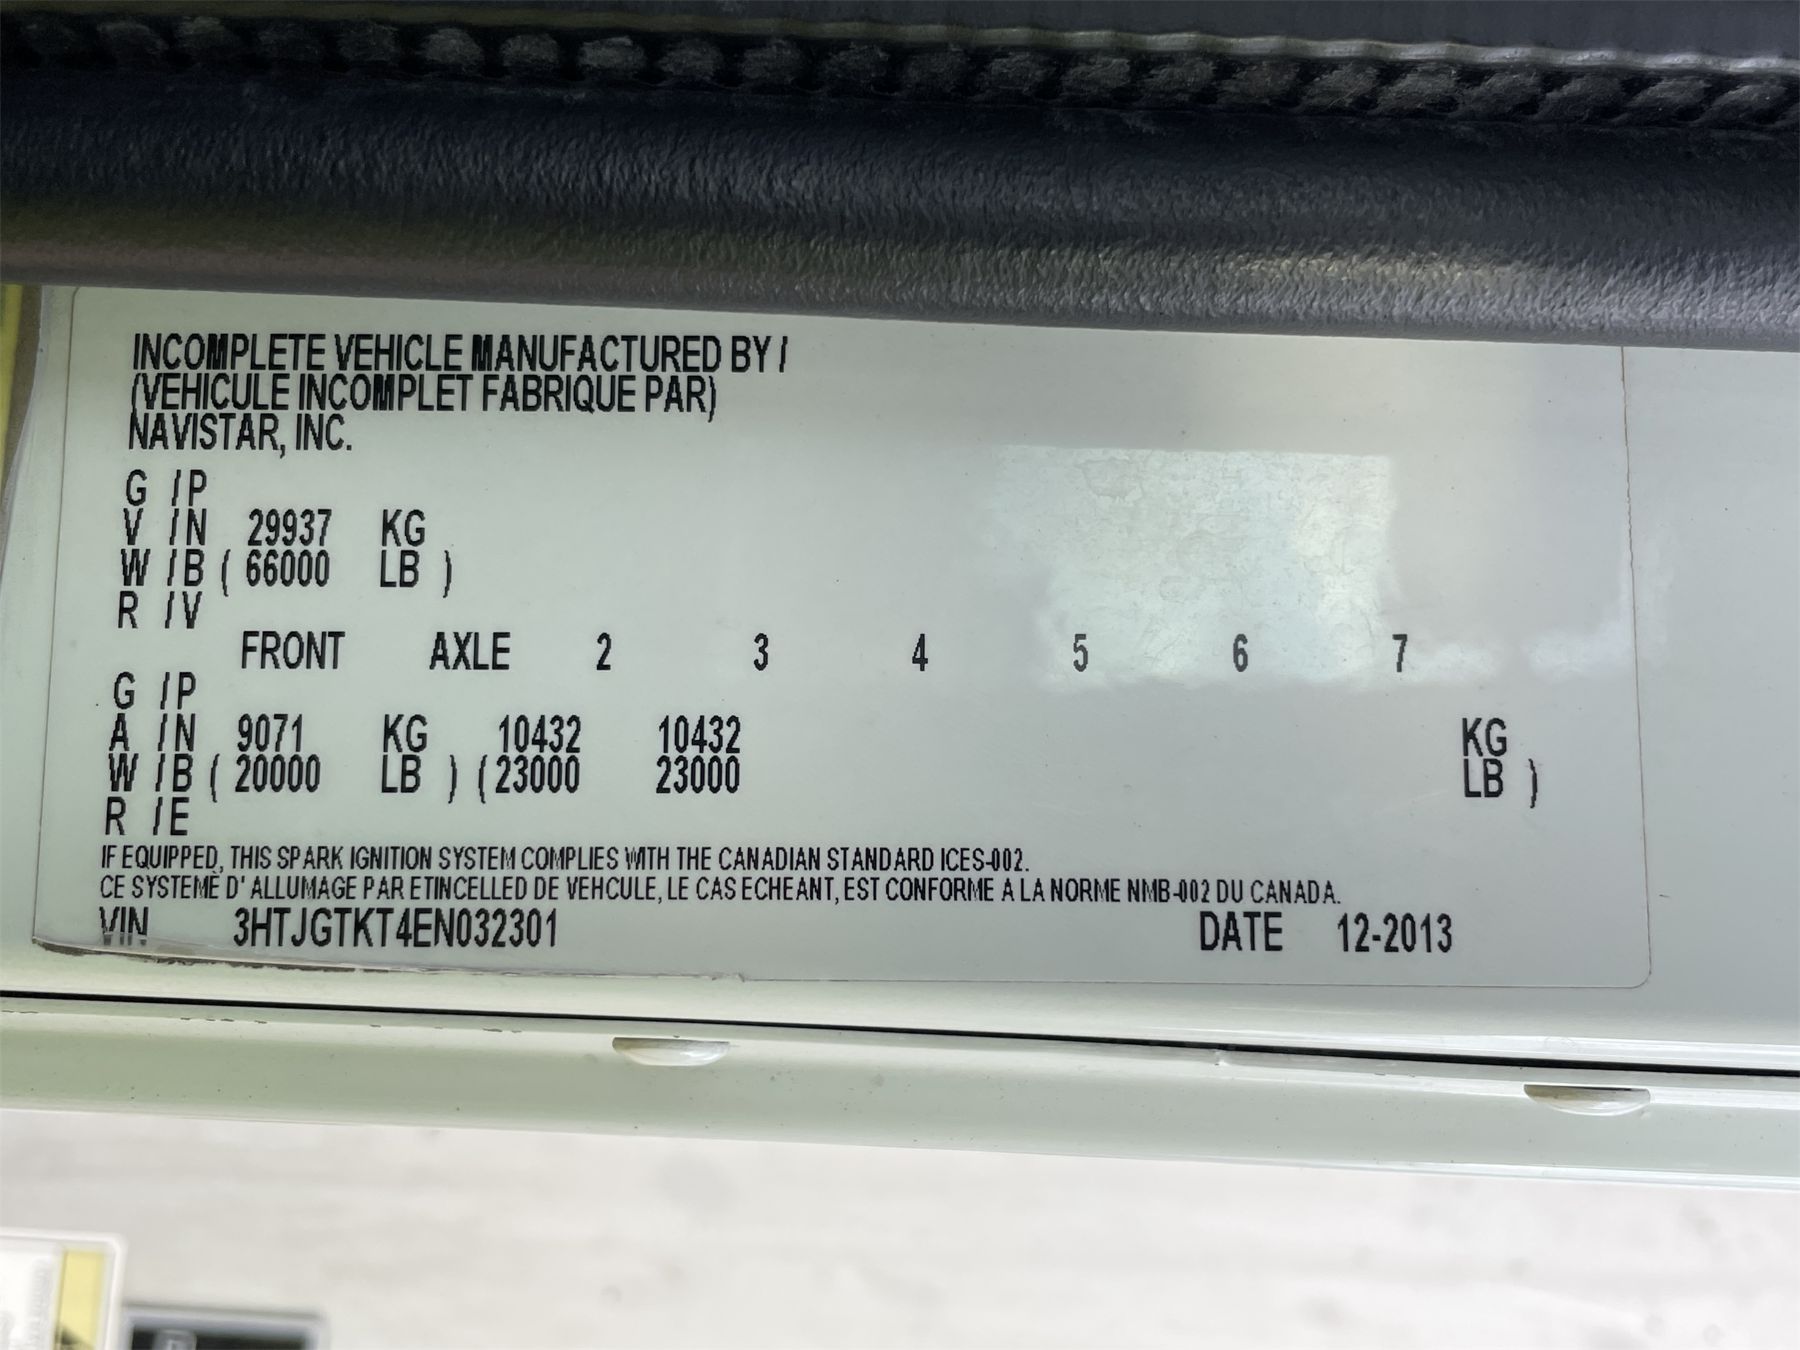 INCOMPLETE VEHICLE MANUFACTURED BY /
(VEHICULE INCOMPLET FABRIQUE PAR)
NAVISTAR, INC.
G /P
V /N 29937 KG
W /B ( 66000 LB )
R /V
FRONT AXLE 2 3 4 5 6 7
G /P
A /N 9071 KG 10432 10432 KG
W /B ( 20000 LB ) ( 23000 23000 LB )
R /E
IF EQUIPPED, THIS SPARK IGNITION SYSTEM COMPLIES WITH THE CANADIAN STANDARD ICES-002.
CE SYSTEMÈ D' ALLUMAGE PAR ETINCELLED DE VEHCULE, LE CAS ECHEANT, EST CONFORME A LA NORME NMB-002 DU CANADA.
VIN 3HTJGTKT4EN032301 DATE 12-2013